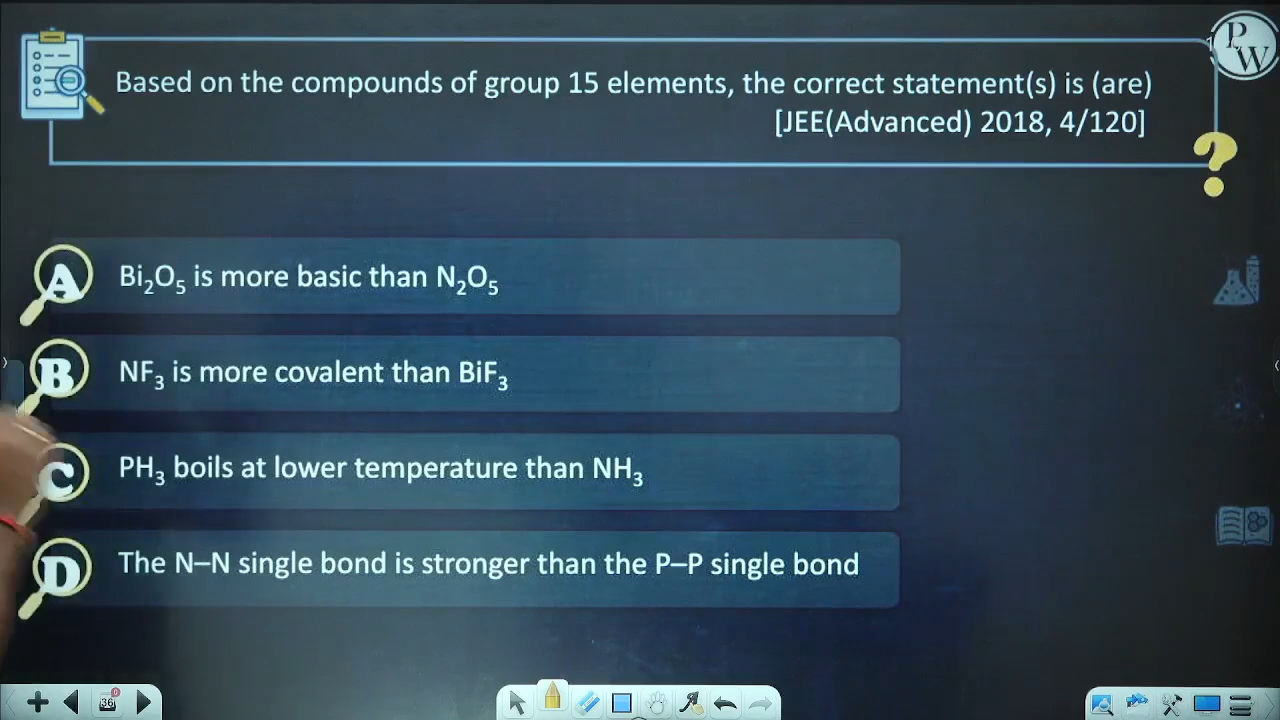 Based on the compounds of group 15 elements, the correct statement(s) is (are)
[JEE(Advanced) 2018, 4/120]
PW
?
A Bi₂O₅ is more basic than N₂O₅
B NF₃ is more covalent than BiF₃
C PH₃ boils at lower temperature than NH₃
D The N–N single bond is stronger than the P–P single bond
36
0